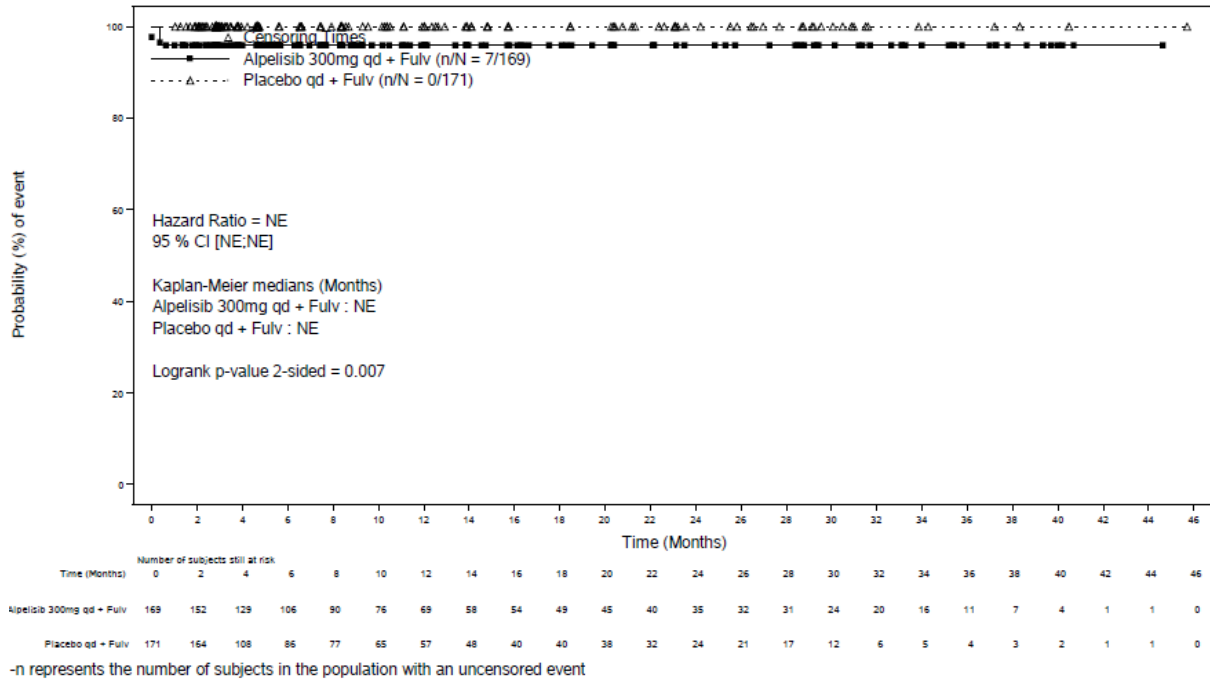 100
80
60
40
20
0
Probability (%) of event
Censoring Times
Alpelisib 300mg qd + Fulv (n/N = 7/169)
Placebo qd + Fulv (n/N = 0/171)
Hazard Ratio = NE
95 % CI [NE;NE]
Kaplan-Meier medians (Months)
Alpelisib 300mg qd + Fulv : NE
Placebo qd + Fulv : NE
Logrank p-value 2-sided = 0.007
0 2 4 6 8 10 12 14 16 18 20 22 24 26 28 30 32 34 36 38 40 42 44 46
Time (Months)
Number of subjects still at risk
Time (Months) 0 2 4 6 8 10 12 14 16 18 20 22 24 26 28 30 32 34 36 38 40 42 44 46
Alpelisib 300mg qd + Fulv 169 152 129 106 90 76 69 58 54 49 45 40 35 32 31 24 20 16 11 7 4 1 1 0
Placebo qd + Fulv 171 164 108 86 77 65 57 48 40 40 38 32 24 21 17 12 6 5 4 3 2 1 1 0
-n represents the number of subjects in the population with an uncensored event